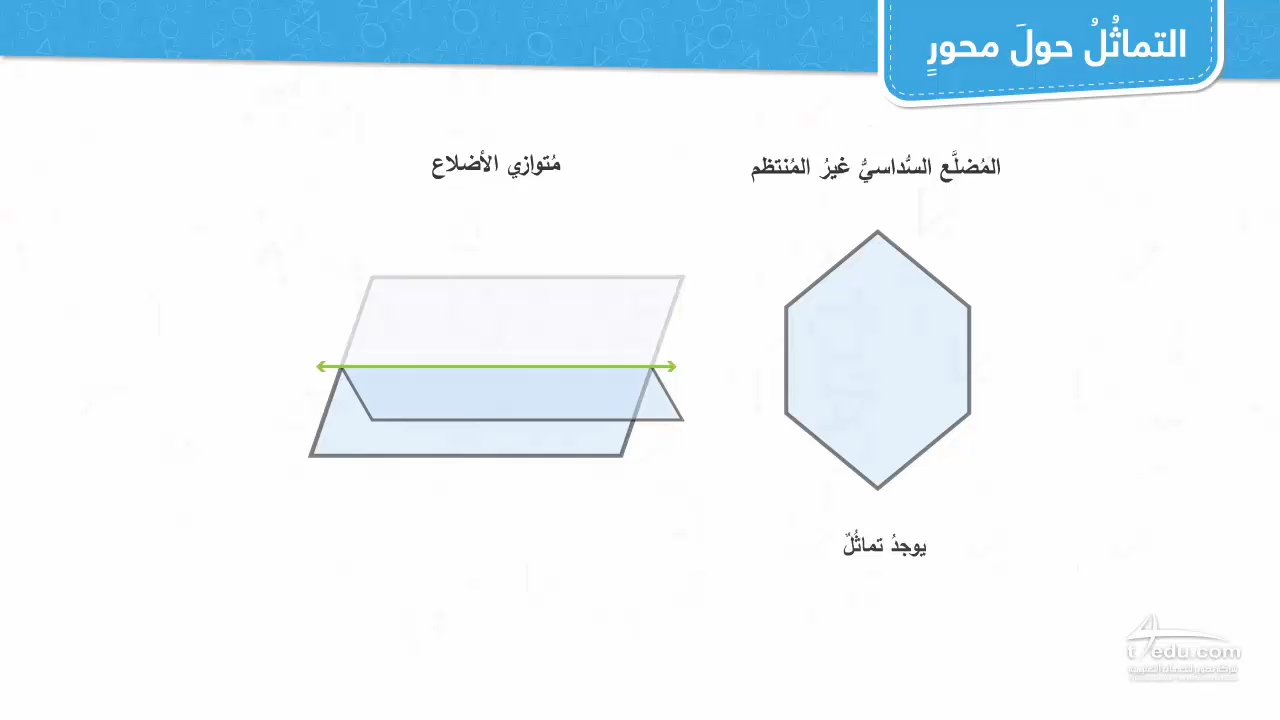 التماثُلُ حولَ محورٍ
المُضلَّع السُّداسيُّ غيرُ المُنتظم
مُتوازي الأضلاع
يوجدُ تماثُلٌ
t4edu.com